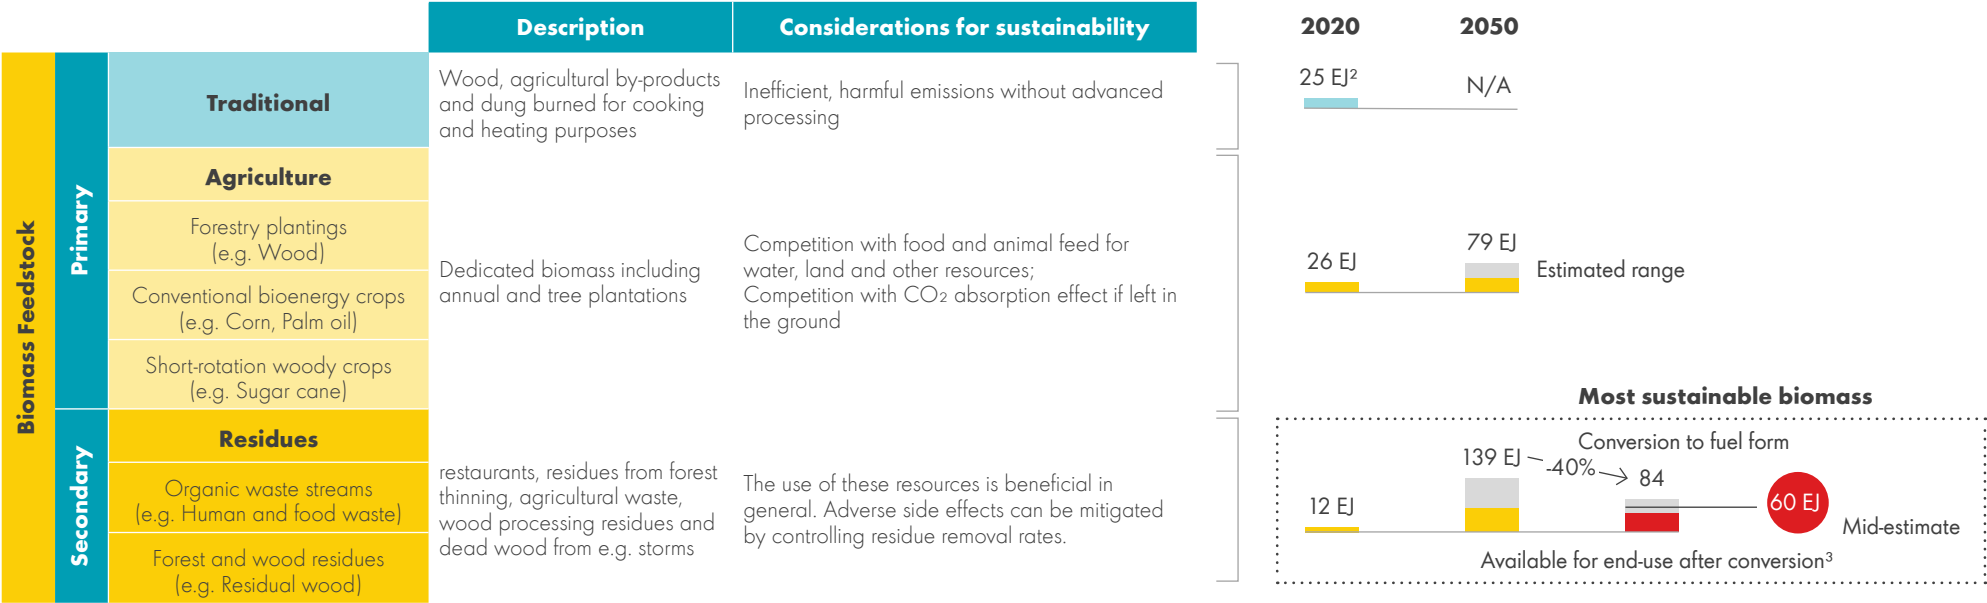 Description
Considerations for sustainability
2020
2050
Biomass Feedstock
Primary
Traditional
Wood, agricultural by-products
and dung burned for cooking
and heating purposes
Inefficient, harmful emissions without advanced
processing
25 EJ²
N/A
Agriculture
Forestry plantings
(e.g. Wood)
Conventional bioenergy crops
(e.g. Corn, Palm oil)
Short-rotation woody crops
(e.g. Sugar cane)
Dedicated biomass including
annual and tree plantations
Competition with food and animal feed for
water, land and other resources;
Competition with CO₂ absorption effect if left in
the ground
26 EJ
79 EJ
Estimated range
Secondary
Residues
Organic waste streams
(e.g. Human and food waste)
Forest and wood residues
(e.g. Residual wood)
restaurants, residues from forest
thinning, agricultural waste,
wood processing residues and
dead wood from e.g. storms
The use of these resources is beneficial in
general. Adverse side effects can be mitigated
by controlling residue removal rates.
Most sustainable biomass
Conversion to fuel form
12 EJ
139 EJ
-40%
84
60 EJ
Mid-estimate
Available for end-use after conversion³